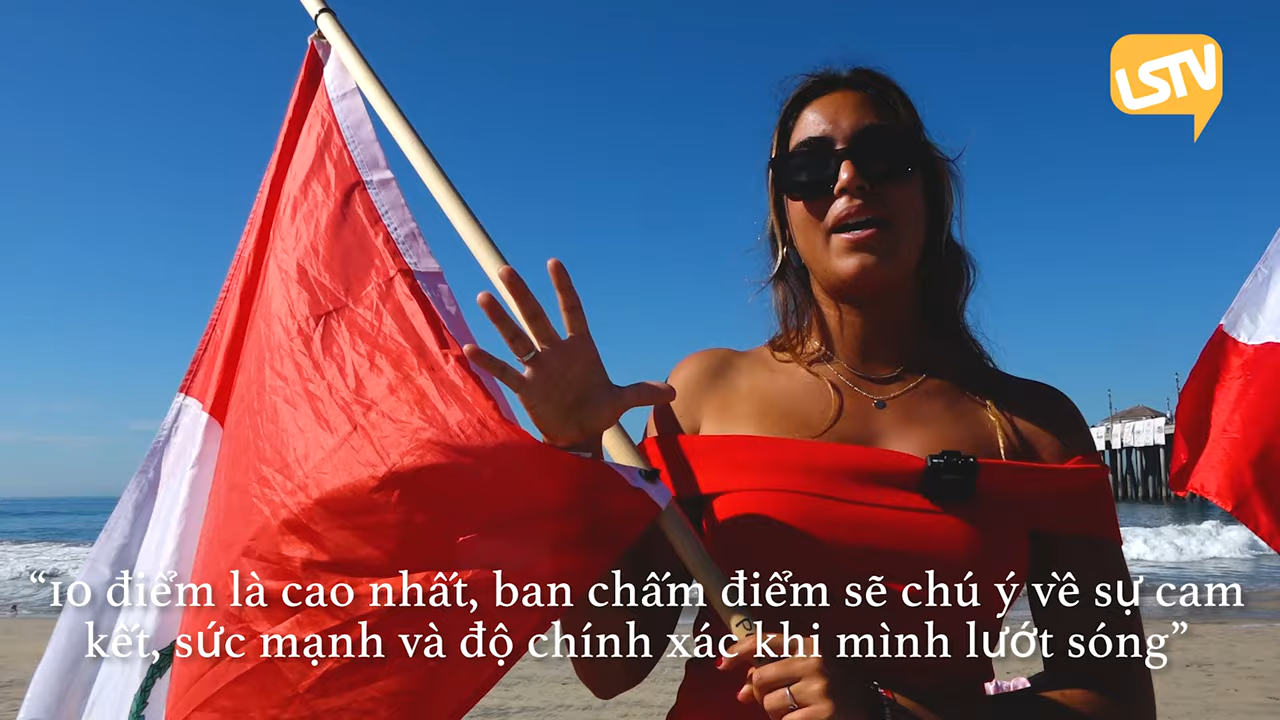 LSTV
“10 điểm là cao nhất, ban chấm điểm sẽ chú ý về sự cam
kết, sức mạnh và độ chính xác khi mình lướt sóng”